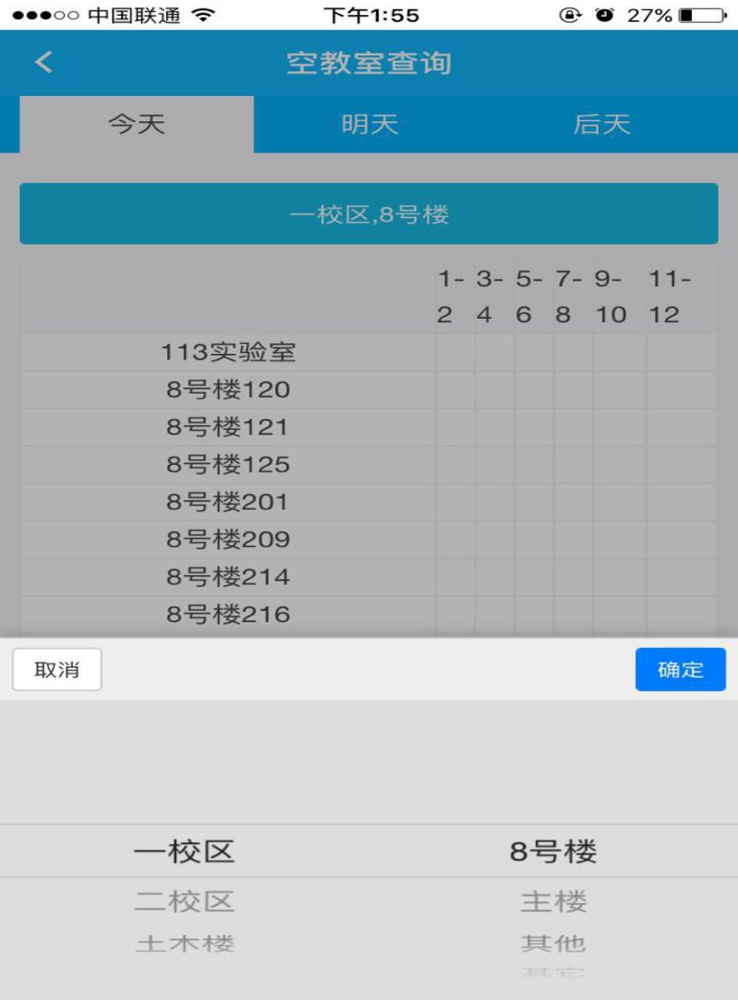 中国联通 下午1:55 27%
空教室查询
今天 明天 后天
一校区,8号楼
1-2 3-4 5-6 7-8 9-10 11-12
113实验室
8号楼120
8号楼121
8号楼125
8号楼201
8号楼209
8号楼214
8号楼216
取消 确定
一校区 8号楼
二校区 主楼
土木楼 其他
其它